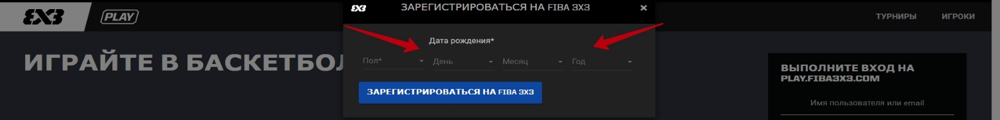 3X3 PLAY
ТУРНИРЫ ИГРОКИ
ИГРАЙТЕ В БАСКЕТБОЛ
3X3 ЗАРЕГИСТРИРОВАТЬСЯ НА FIBA 3X3 ×
Дата рождения*
Пол* День Месяц Год
ЗАРЕГИСТРИРОВАТЬСЯ НА FIBA 3X3
ВЫПОЛНИТЕ ВХОД НА
PLAY.FIBA3X3.COM
Имя пользователя или email